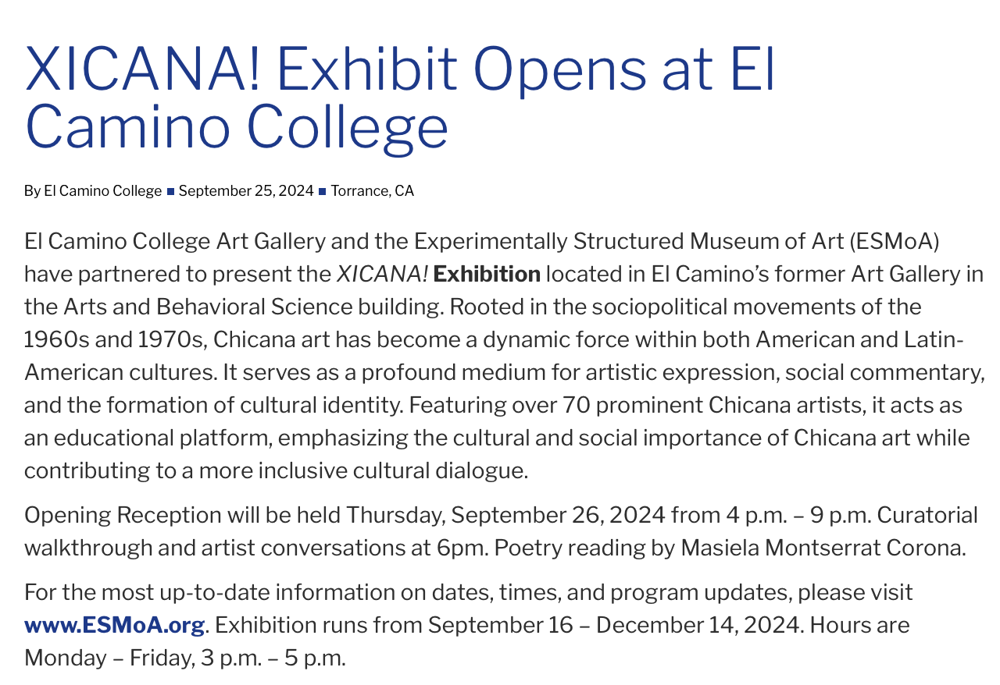 XICANA! Exhibit Opens at El
Camino College
By El Camino College ■ September 25, 2024 ■ Torrance, CA
El Camino College Art Gallery and the Experimentally Structured Museum of Art (ESMoA)
have partnered to present the XICANA! Exhibition located in El Camino’s former Art Gallery in
the Arts and Behavioral Science building. Rooted in the sociopolitical movements of the
1960s and 1970s, Chicana art has become a dynamic force within both American and Latin-
American cultures. It serves as a profound medium for artistic expression, social commentary,
and the formation of cultural identity. Featuring over 70 prominent Chicana artists, it acts as
an educational platform, emphasizing the cultural and social importance of Chicana art while
contributing to a more inclusive cultural dialogue.
Opening Reception will be held Thursday, September 26, 2024 from 4 p.m. – 9 p.m. Curatorial
walkthrough and artist conversations at 6pm. Poetry reading by Masiela Montserrat Corona.
For the most up-to-date information on dates, times, and program updates, please visit
www.ESMoA.org. Exhibition runs from September 16 – December 14, 2024. Hours are
Monday – Friday, 3 p.m. – 5 p.m.